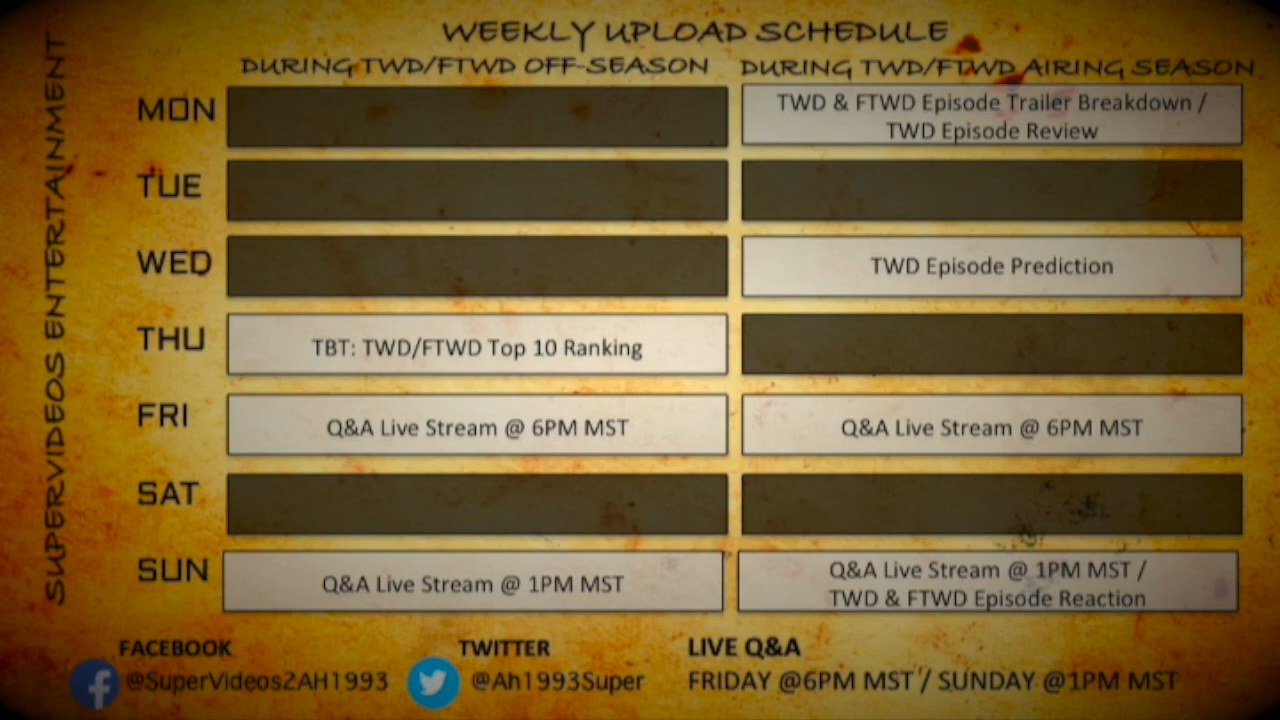 WEEKLY UPLOAD SCHEDULE
DURING TWD/FTWD OFF-SEASON
DURING TWD/FTWD AIRING SEASON
SUPERVIDEOS ENTERTAINMENT
MON
TWD & FTWD Episode Trailer Breakdown /
TWD Episode Review
TUE
WED
TWD Episode Prediction
THU
TBT: TWD/FTWD Top 10 Ranking
FRI
Q&A Live Stream @ 6PM MST
Q&A Live Stream @ 6PM MST
SAT
SUN
Q&A Live Stream @ 1PM MST
Q&A Live Stream @ 1PM MST /
TWD & FTWD Episode Reaction
FACEBOOK
@SuperVideos2AH1993
TWITTER
@Ah1993Super
LIVE Q&A
FRIDAY @6PM MST / SUNDAY @1PM MST